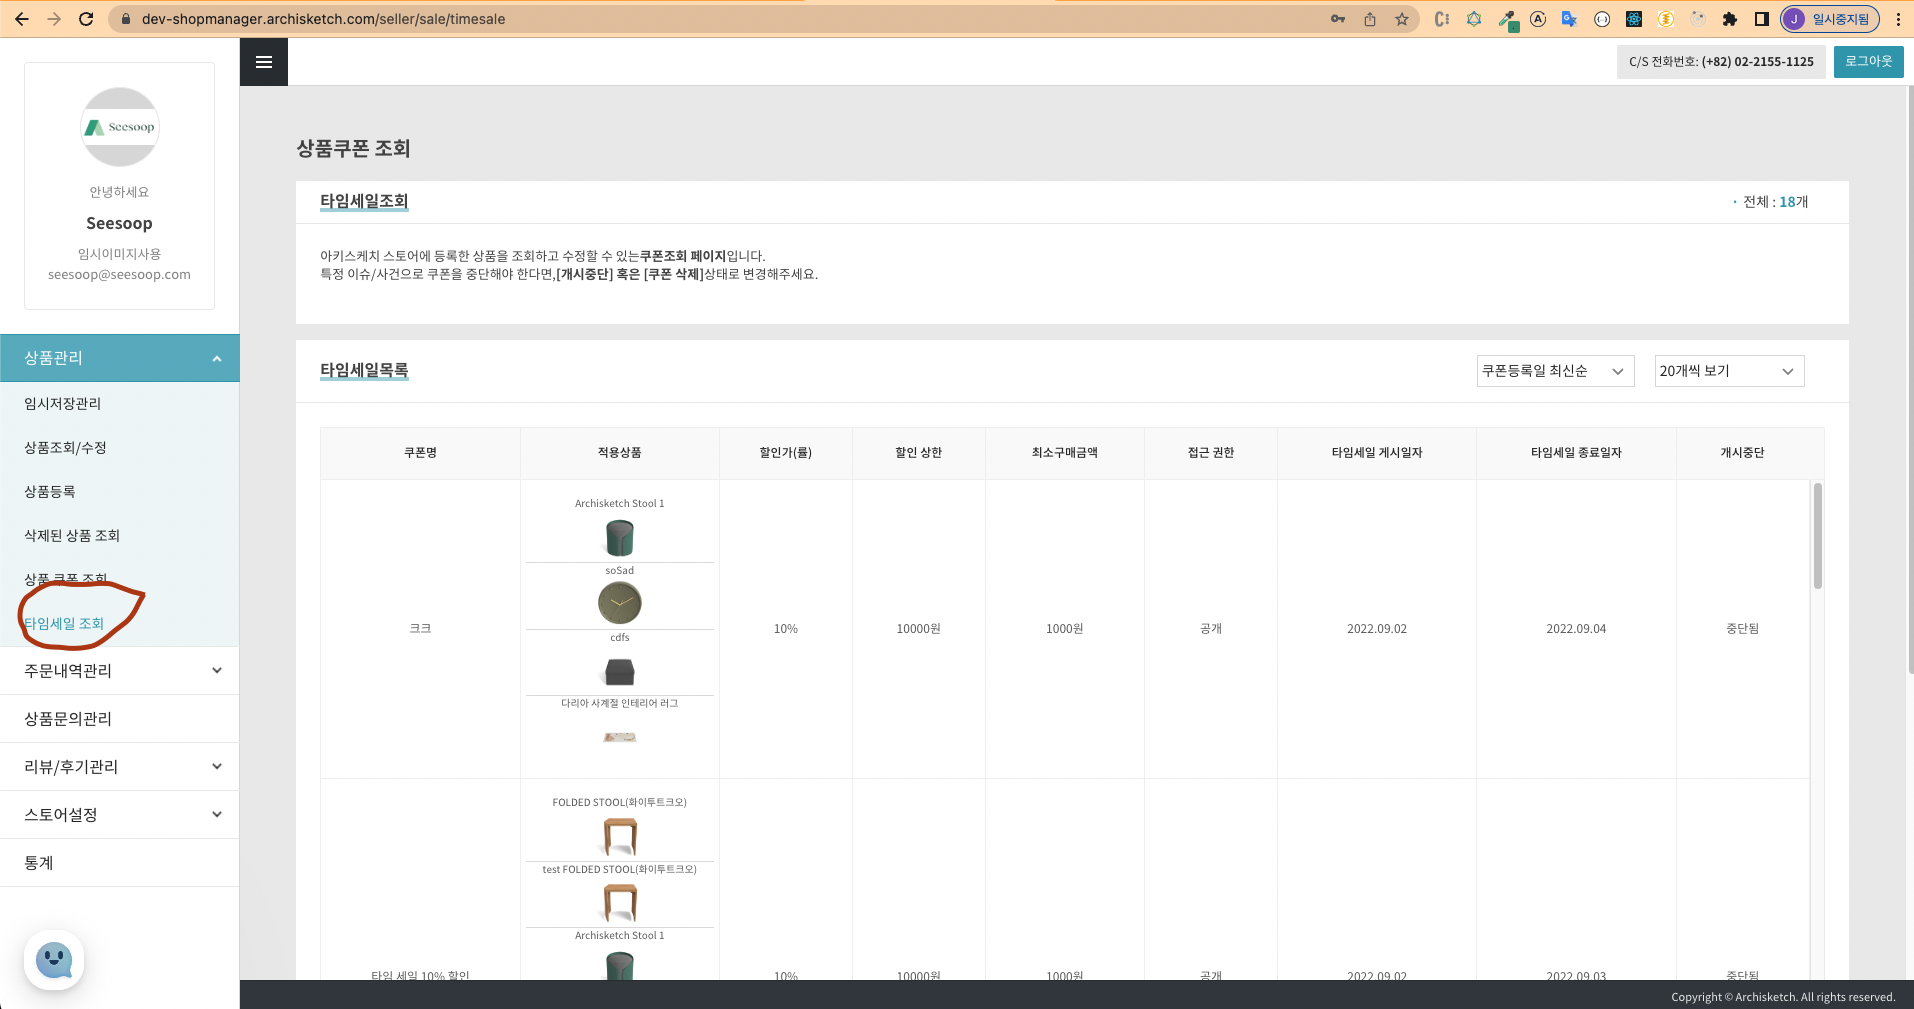 dev-shopmanager.archisketch.com/seller/sale/timesale
J 일시중지됨
C/S 전화번호: (+82) 02-2155-1125
로그아웃
Seesoop
안녕하세요
Seesoop
임시이미지사용
seesoop@seesoop.com
상품관리
임시저장관리
상품조회/수정
상품등록
삭제된 상품 조회
상품 쿠폰 조회
타임세일 조회
주문내역관리
상품문의관리
리뷰/후기관리
스토어설정
통계
상품쿠폰 조회
타임세일조회
· 전체 : 18개
아키스케치 스토어에 등록한 상품을 조회하고 수정할 수 있는쿠폰조회 페이지입니다.
특정 이슈/사건으로 쿠폰을 중단해야 한다면,[개시중단] 혹은 [쿠폰 삭제]상태로 변경해주세요.
타임세일목록
쿠폰등록일 최신순
20개씩 보기
쿠폰명 적용상품 할인가(률) 할인 상한 최소구매금액 접근 권한 타임세일 게시일자 타임세일 종료일자 개시중단
Archisketch Stool 1
soSad
cdfs
크크 10% 10000원 1000원 공개 2022.09.02 2022.09.04 중단됨
다리아 사계절 인테리어 러그
FOLDED STOOL(화이투트크오)
test FOLDED STOOL(화이투트크오)
Archisketch Stool 1
타임 세일 10% 할인 10% 10000원 1000원 공개 2022.09.02 2022.09.03 중단됨
Copyright © Archisketch. All rights reserved.